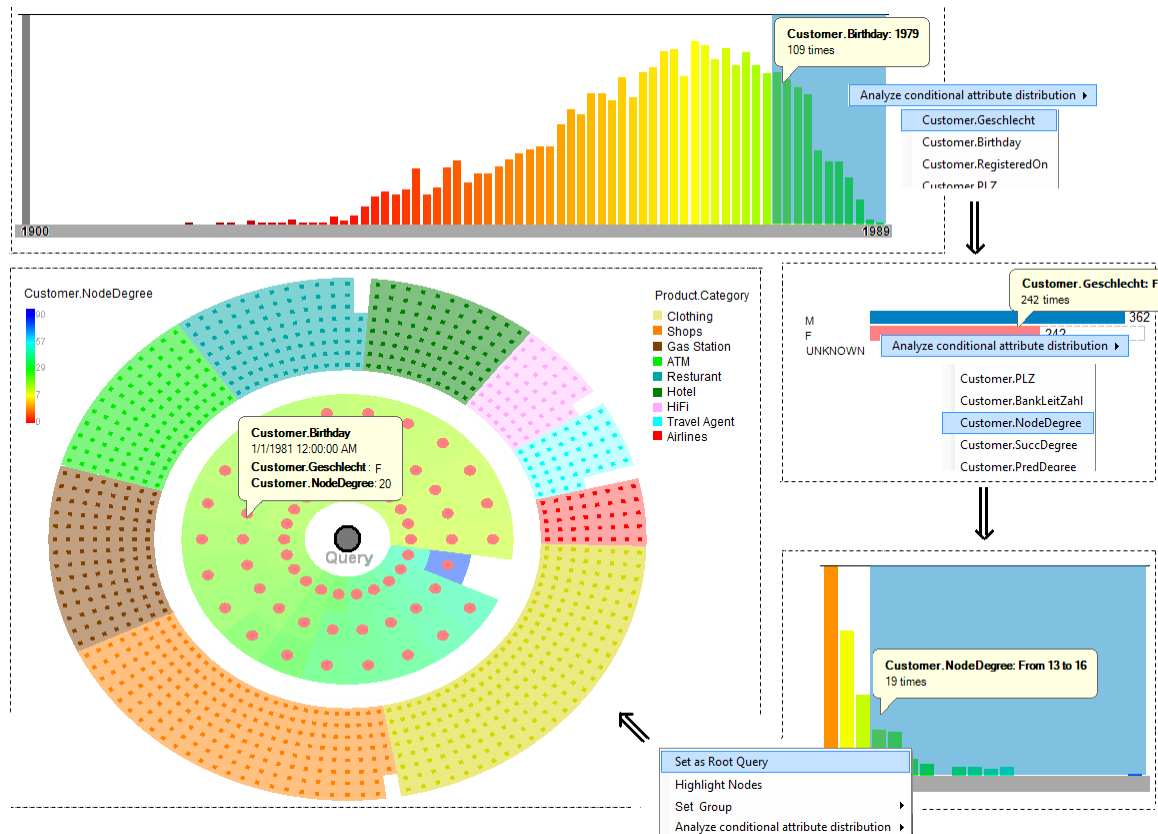 Customer.Birthday: 1979
109 times
Analyze conditional attribute distribution
Customer.Geschlecht
Customer.Birthday
Customer.RegisteredOn
Customer.PLZ
1900
1989
Customer.NodeDegree
90
57
29
7
0
Product.Category
Clothing
Shops
Gas Station
ATM
Resturant
Hotel
HiFi
Travel Agent
Airlines
Customer.Birthday
1/1/1981 12:00:00 AM
Customer.Geschlecht : F
Customer.NodeDegree: 20
Query
Customer.Geschlecht: F
242 times
M
362
F
242
UNKNOWN
Analyze conditional attribute distribution
Customer.PLZ
Customer.BankLeitZahl
Customer.NodeDegree
Customer.SuccDegree
Customer.PredDegree
Customer.NodeDegree: From 13 to 16
19 times
Set as Root Query
Highlight Nodes
Set Group
Analyze conditional attribute distribution